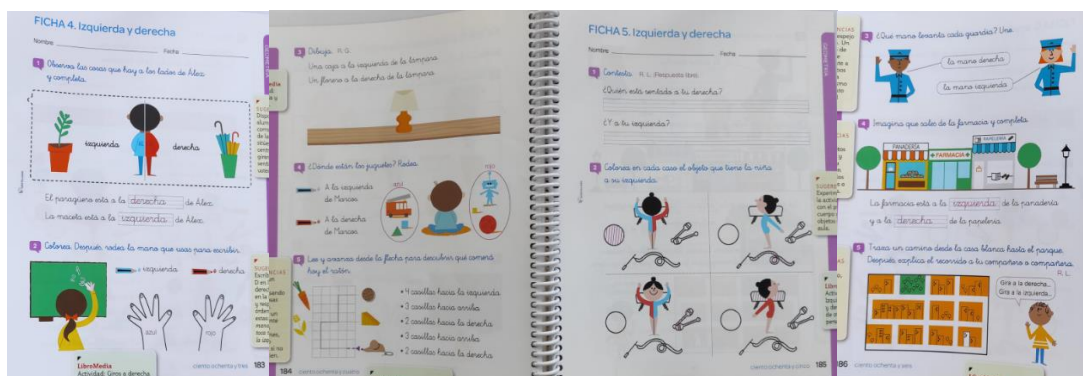 FICHA 4. Izquierda y derecha
Nombre
Fecha
1 Observa las cosas que hay a los lados de Álex
y completa.
izquierda
derecha
El paragüero está a la derecha de Álex.
La maceta está a la izquierda de Álex.
2 Colorea. Después, rodea la mano que usas para escribir.
izquierda
derecha
azul
rojo
LibroMedia
Actividad: Giros a derecha
ciento ochenta y tres 183
3 Dibuja. R. G.
Una caja a la izquierda de la lámpara.
Un florero a la derecha de la lámpara.
4 ¿Dónde están los juguetes? Rodea.
A la izquierda
de Marcos.
A la derecha
de Marcos.
azul
rojo
5 Lee y avanza desde la flecha para descubrir qué comerá
hoy el ratón.
4 casillas hacia la izquierda.
3 casillas hacia arriba.
2 casillas hacia la derecha.
3 casillas hacia arriba.
2 casillas hacia la derecha.
184 ciento ochenta y cuatro
FICHA 5. Izquierda y derecha
Nombre
Fecha
1 Contesta. R. L. (Respuesta libre).
¿Quién está sentado a tu derecha?
¿Y a tu izquierda?
2 Colorea en cada caso el objeto que tiene la niña
a su izquierda.
ciento ochenta y cinco 185
3 ¿Qué mano levanta cada guardia? Une.
la mano derecha
la mano izquierda
4 Imagina que sales de la farmacia y completa.
PANADERÍA
FARMACIA
PAPELERÍA
La farmacia está a la izquierda de la panadería
y a la derecha de la papelería.
5 Traza un camino desde la casa blanca hasta el parque.
Después, explica el recorrido a tu compañero o compañera.
R. L.
Gira a la derecha...
Gira a la izquierda...
186 ciento ochenta y seis